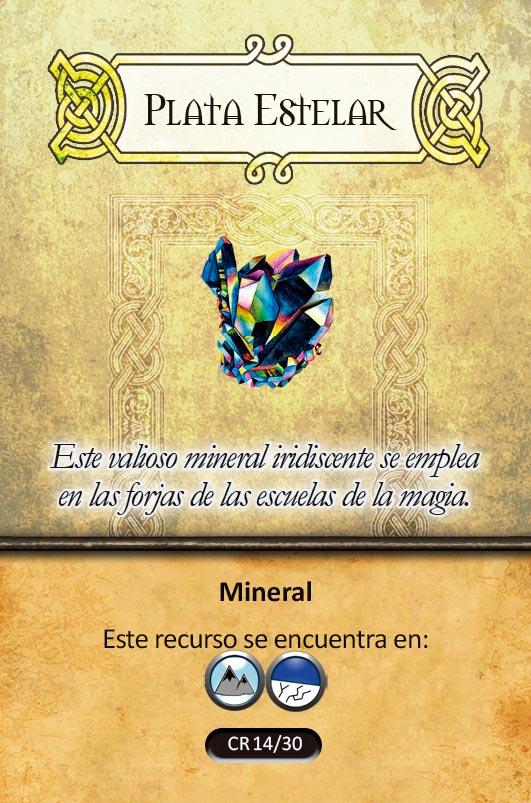 Plata Estelar
Este valioso mineral iridiscente se emplea
en las forjas de las escuelas de la magia.
Mineral
Este recurso se encuentra en:
CR 14/30